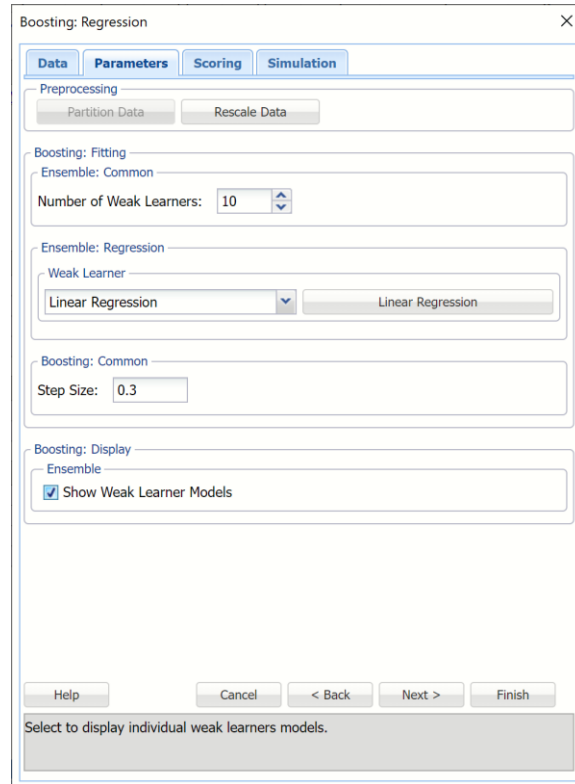 Boosting: Regression
Data Parameters Scoring Simulation
Preprocessing
Partition Data Rescale Data
Boosting: Fitting
Ensemble: Common
Number of Weak Learners: 10
Ensemble: Regression
Weak Learner
Linear Regression Linear Regression
Boosting: Common
Step Size: 0.3
Boosting: Display
Ensemble
Show Weak Learner Models
Help Cancel < Back Next > Finish
Select to display individual weak learners models.